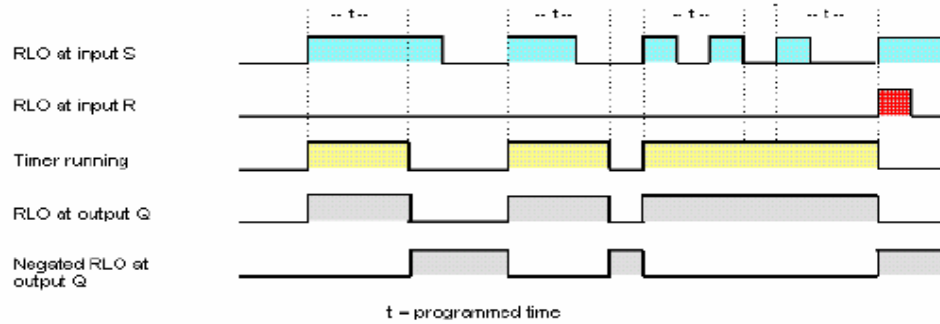 -- t -- -- t -- -- t -- -- t --
RLO at input S
RLO at input R
Timer running
RLO at output Q
Negated RLO at
output Q
t = programmed time